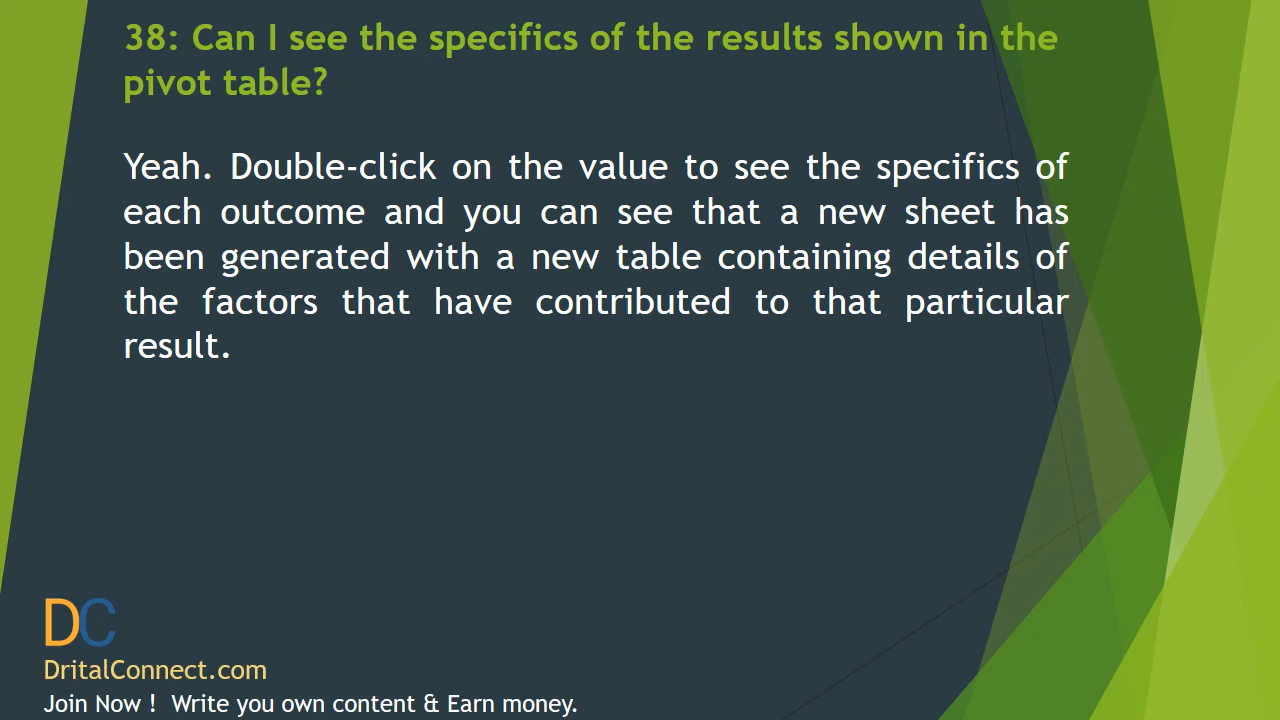 38: Can I see the specifics of the results shown in the
pivot table?
Yeah. Double-click on the value to see the specifics of
each outcome and you can see that a new sheet has
been generated with a new table containing details of
the factors that have contributed to that particular
result.
DC
DritalConnect.com
Join Now ! Write you own content & Earn money.